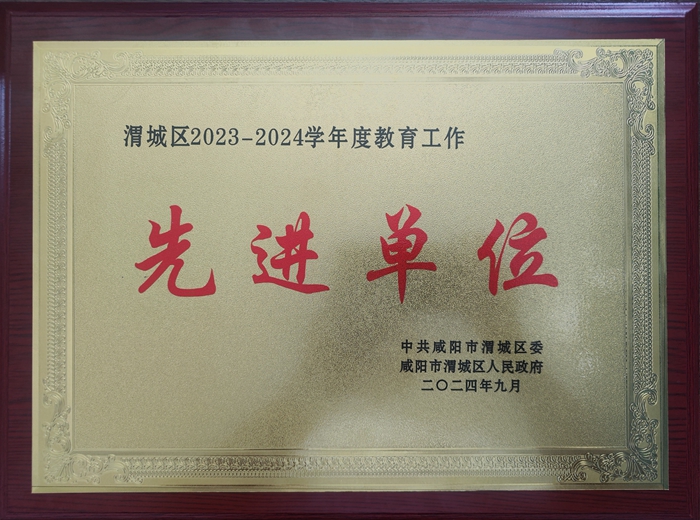 渭城区2023-2024学年度教育工作
先进单位
中共咸阳市渭城区委
咸阳市渭城区人民政府
二〇二四年九月